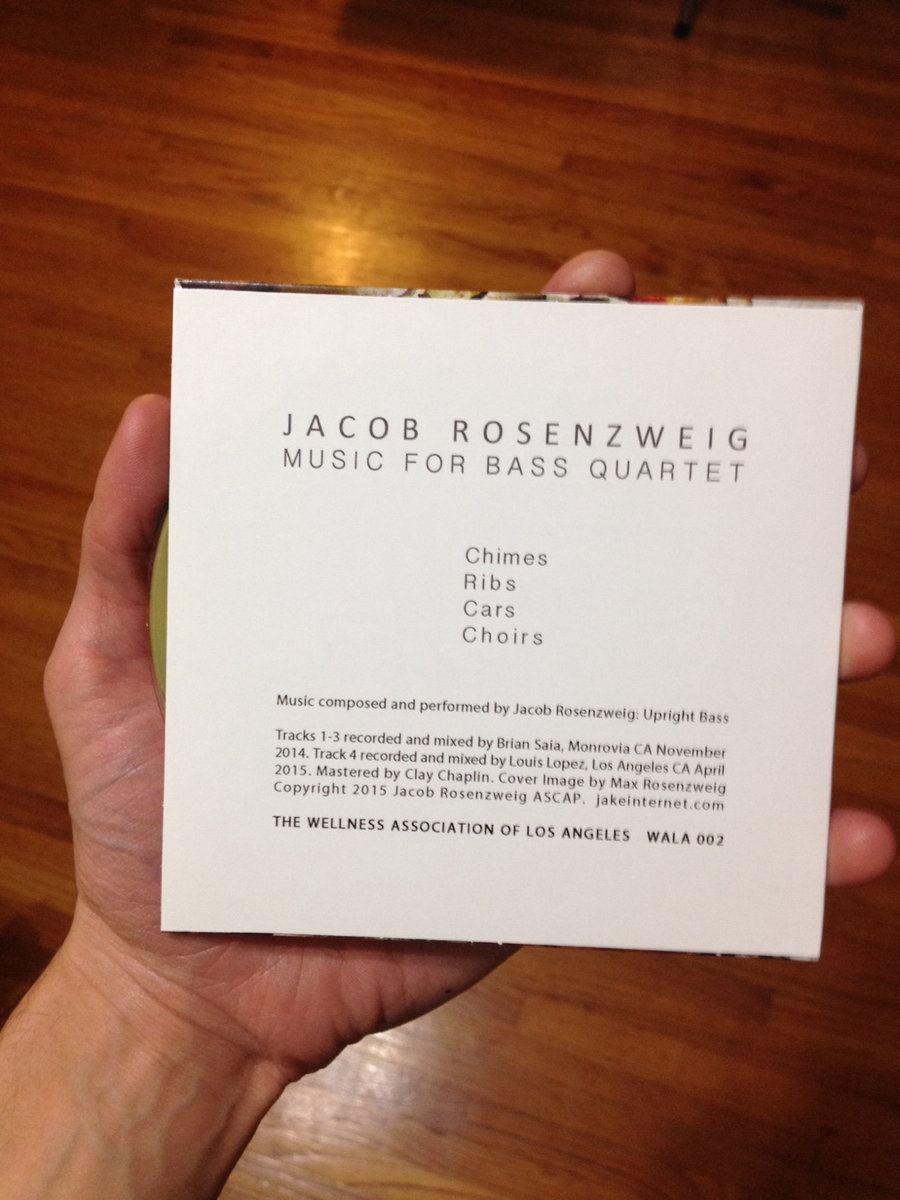 JACOB ROSENZWEIG
MUSIC FOR BASS QUARTET
Chimes
Ribs
Cars
Choirs
Music composed and performed by Jacob Rosenzweig: Upright Bass
Tracks 1-3 recorded and mixed by Brian Saia, Monrovia CA November
2014. Track 4 recorded and mixed by Louis Lopez, Los Angeles CA April
2015. Mastered by Clay Chaplin. Cover Image by Max Rosenzweig
Copyright 2015 Jacob Rosenzweig ASCAP. jakeinternet.com
THE WELLNESS ASSOCIATION OF LOS ANGELES WALA 002